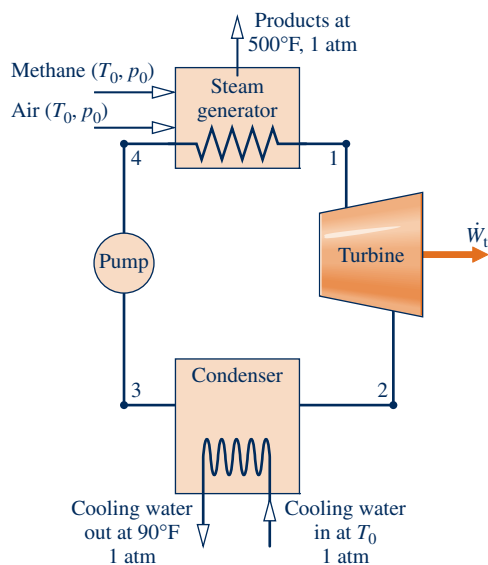 Products at
500°F, 1 atm
Methane (T₀, p₀)
Steam
generator
Air (T₀, p₀)
4
1
Pump
Turbine
Ẇₜ
Condenser
3
2
Cooling water
out at 90°F
1 atm
Cooling water
in at T₀
1 atm